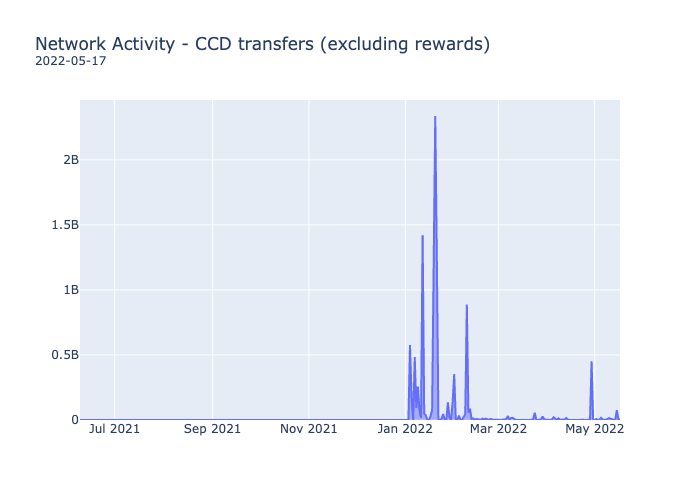 Network Activity - CCD transfers (excluding rewards)
2022-05-17
2B
1.5B
1B
0.5B
0
Jul 2021 Sep 2021 Nov 2021 Jan 2022 Mar 2022 May 2022